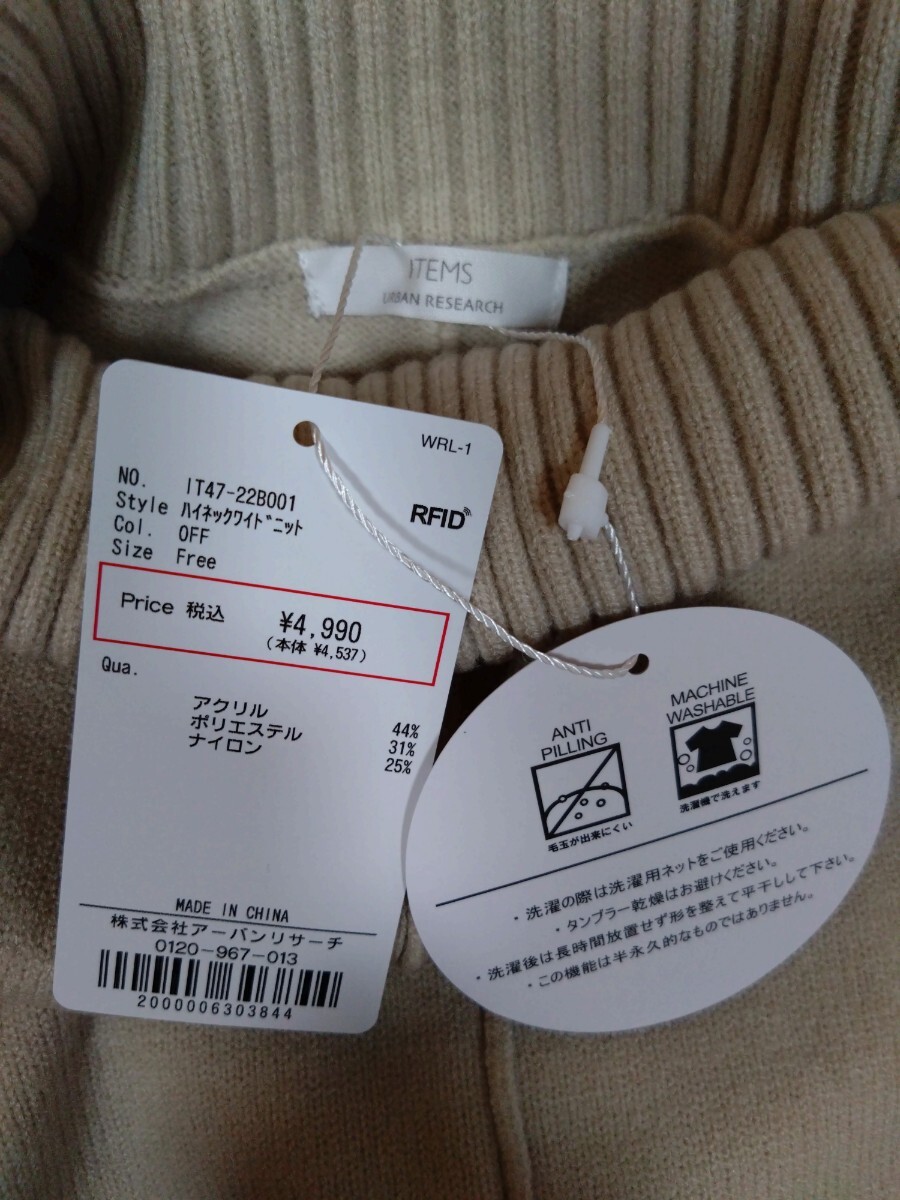 ITEMS
URBAN RESEARCH
WRL-1
NO. IT47-22B001
Style ﾊｲﾈｯｸﾜｲﾄﾞﾆｯﾄ
Col. OFF
Size Free
RFID
Price 税込 ¥4,990
(本体 ¥4,537)
Qua.
アクリル 44%
ポリエステル 31%
ナイロン 25%
MADE IN CHINA
株式会社アーバンリサーチ
0120-967-013
2000006303844
ANTI
PILLING
毛玉が出来にくい
MACHINE
WASHABLE
洗濯機で洗えます
・洗濯の際は洗濯用ネットをご使用ください。
・タンブラー乾燥はお避けください。
・洗濯後は長時間放置せず形を整えて平干しして下さい。
・この機能は半永久的なものではありません。